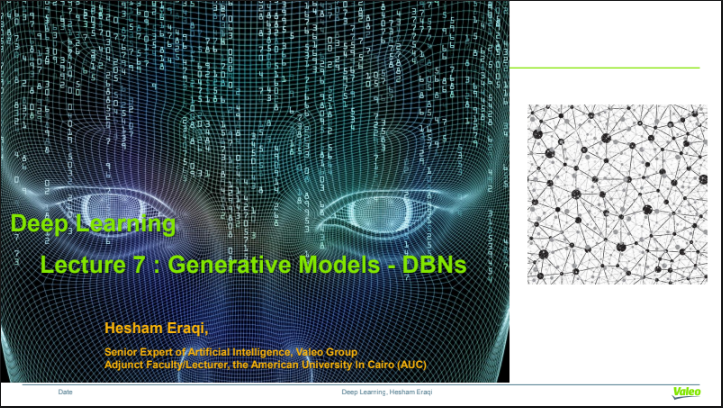 Deep Learning
Lecture 7 : Generative Models - DBNs
Hesham Eraqi,
Senior Expert of Artificial Intelligence, Valeo Group
Adjunct Faculty/Lecturer, the American University In Cairo (AUC)
Date
Deep Learning, Hesham Eraqi
Valeo